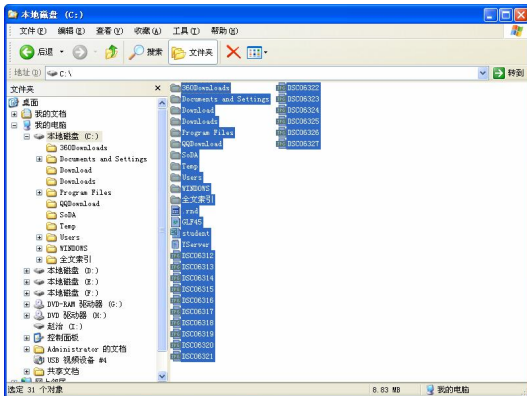 本地磁盘 (C:)
文件(F) 编辑(E) 查看(V) 收藏(A) 工具(T) 帮助(H)
后退 搜索 文件夹
地址(D) C:\ 转到
文件夹
桌面
我的文档
我的电脑
本地磁盘 (C:)
360Downloads
Documents and Settings
Download
Downloads
Program Files
QQDownload
SoDA
Temp
Users
WINDOWS
全文索引
本地磁盘 (D:)
本地磁盘 (E:)
本地磁盘 (F:)
DVD-RAM 驱动器 (G:)
DVD 驱动器 (H:)
赵治 (I:)
控制面板
Administrator 的文档
USB 视频设备 #4
共享文档
360Downloads
Documents and Settings
Download
Downloads
Program Files
QQDownload
SoDA
Temp
Users
WINDOWS
全文索引
.rnd
GLF45
student
YServer
DSC06312
DSC06313
DSC06314
DSC06315
DSC06316
DSC06317
DSC06318
DSC06319
DSC06320
DSC06321
DSC06322
DSC06323
DSC06324
DSC06325
DSC06326
DSC06327
选定 31 个对象 8.83 MB 我的电脑